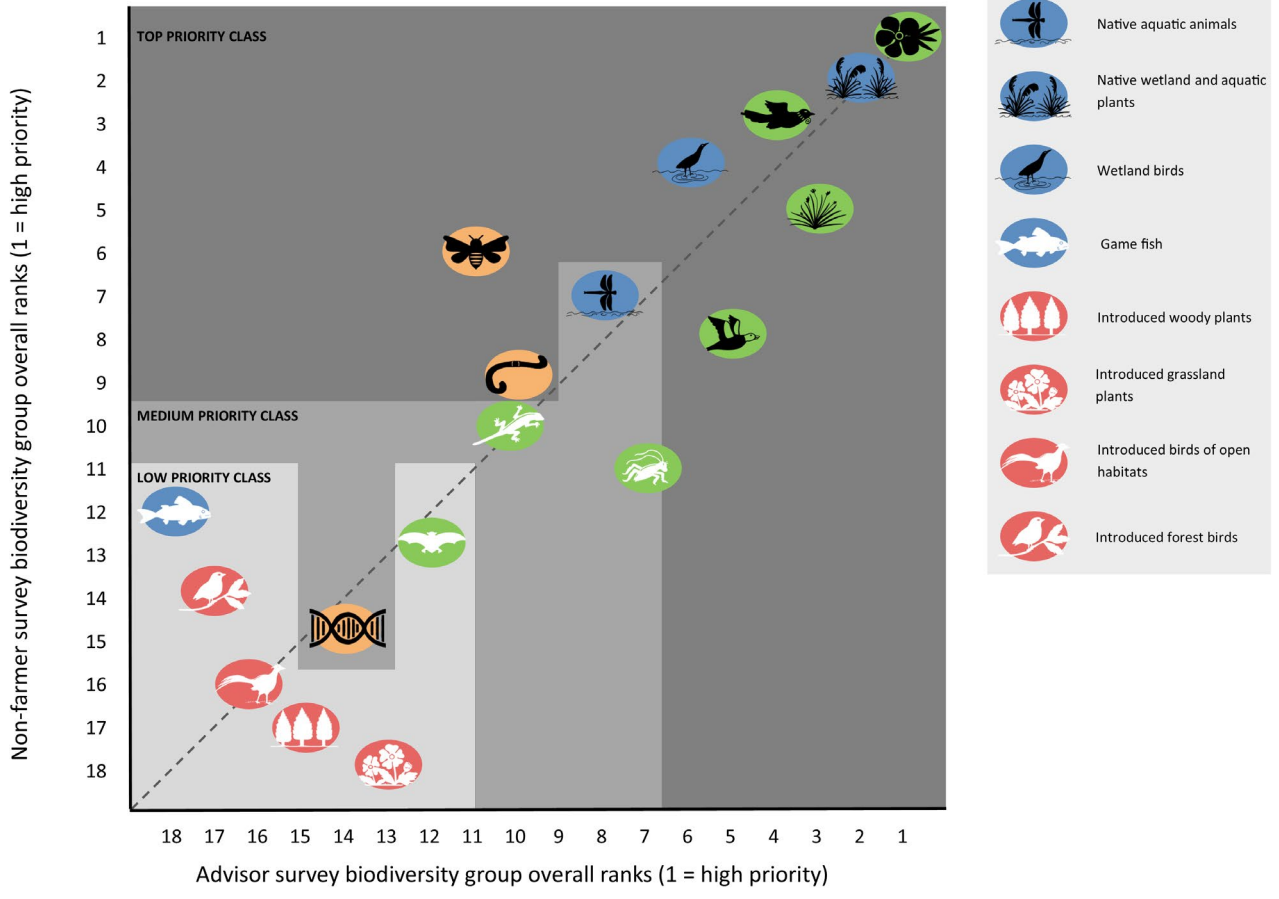 Non-farmer survey biodiversity group overall ranks (1 = high priority)
1
2
3
4
5
6
7
8
9
10
11
12
13
14
15
16
17
18
TOP PRIORITY CLASS
MEDIUM PRIORITY CLASS
LOW PRIORITY CLASS
18 17 16 15 14 13 12 11 10 9 8 7 6 5 4 3 2 1
Advisor survey biodiversity group overall ranks (1 = high priority)
Native aquatic animals
Native wetland and aquatic
plants
Wetland birds
Game fish
Introduced woody plants
Introduced grassland
plants
Introduced birds of open
habitats
Introduced forest birds